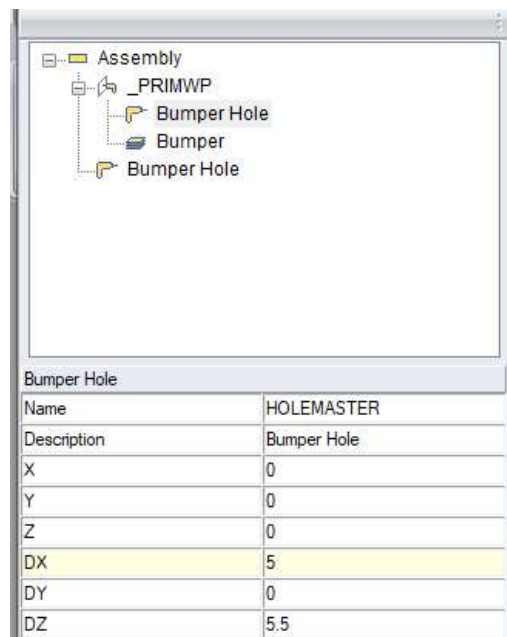 Assembly
_PRIMWP
Bumper Hole
Bumper
Bumper Hole
Bumper Hole
Name HOLEMASTER
Description Bumper Hole
X 0
Y 0
Z 0
DX 5
DY 0
DZ 5.5